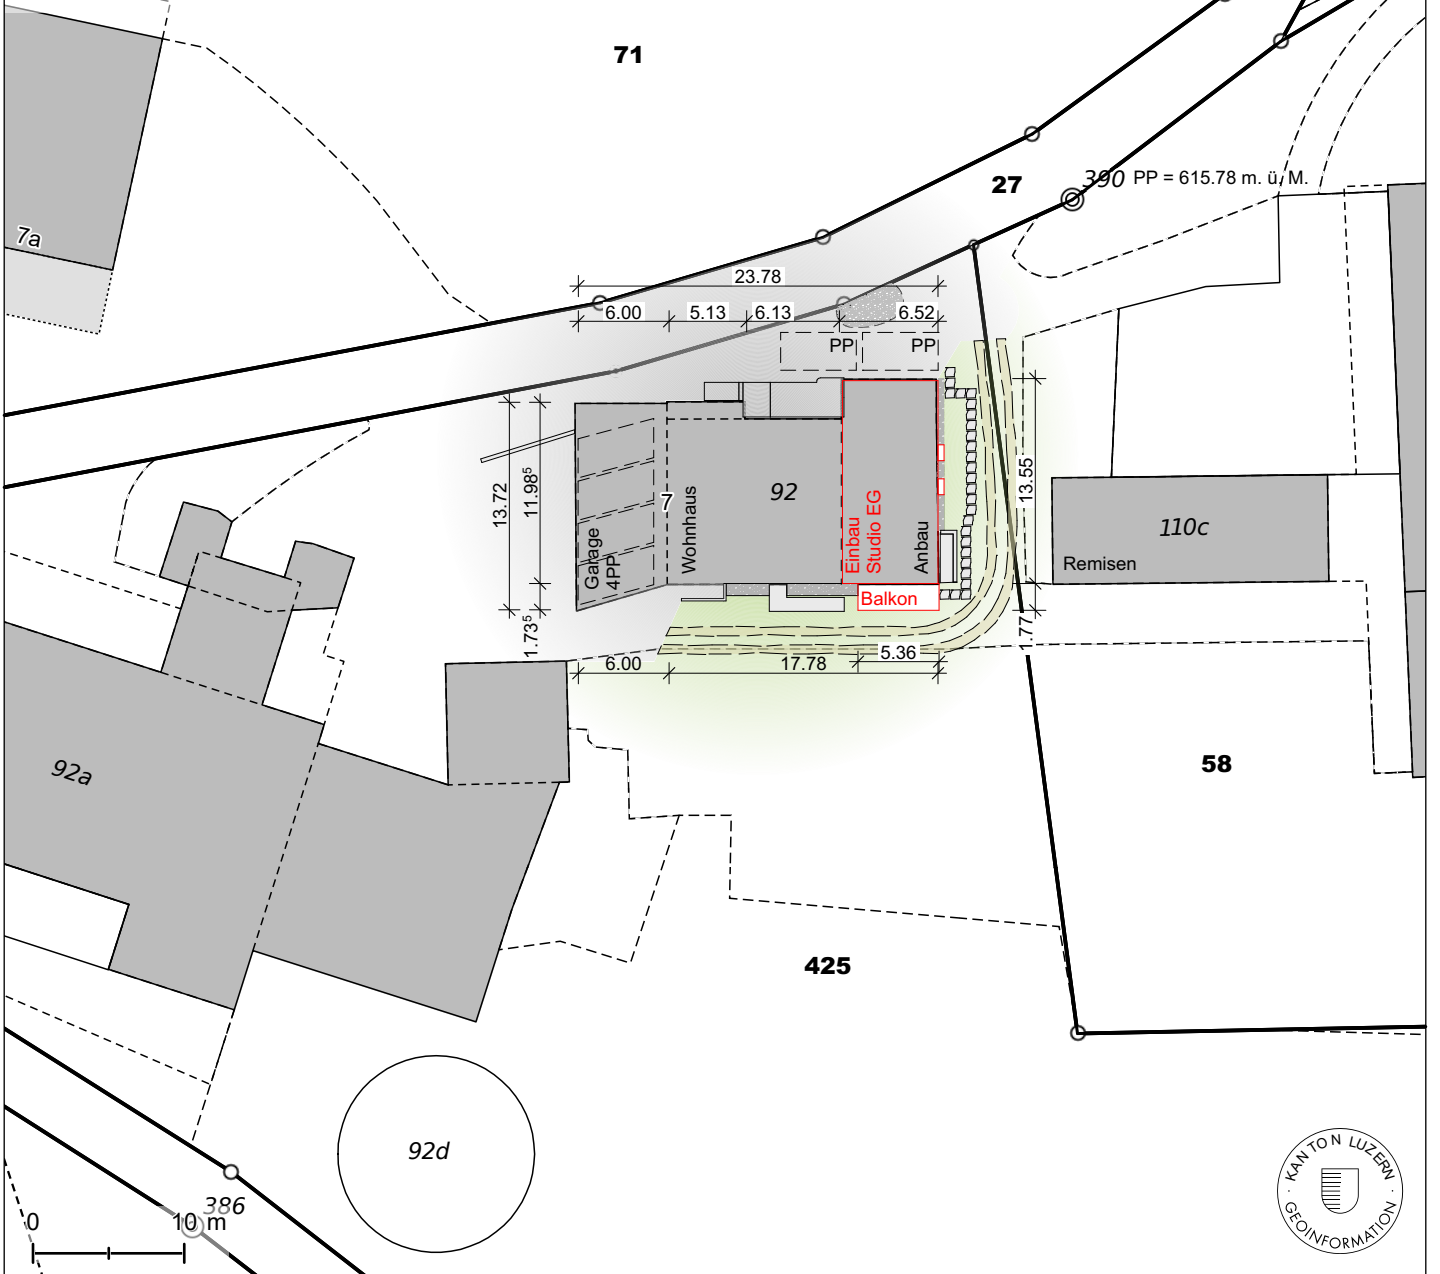 71
27
390 PP = 615.78 m. ü. M.
7a
23.78
6.00 5.13 6.13 6.52
PP PP
13.72
11.98⁵
1.73⁵
Garage
4PP
7
Wohnhaus
92
Einbau
Studio EG
Anbau
Balkon
13.55
1.77
110c
Remisen
6.00 17.78 5.36
92a
58
425
92d
386
0 10 m
KANTON LUZERN
GEOINFORMATION